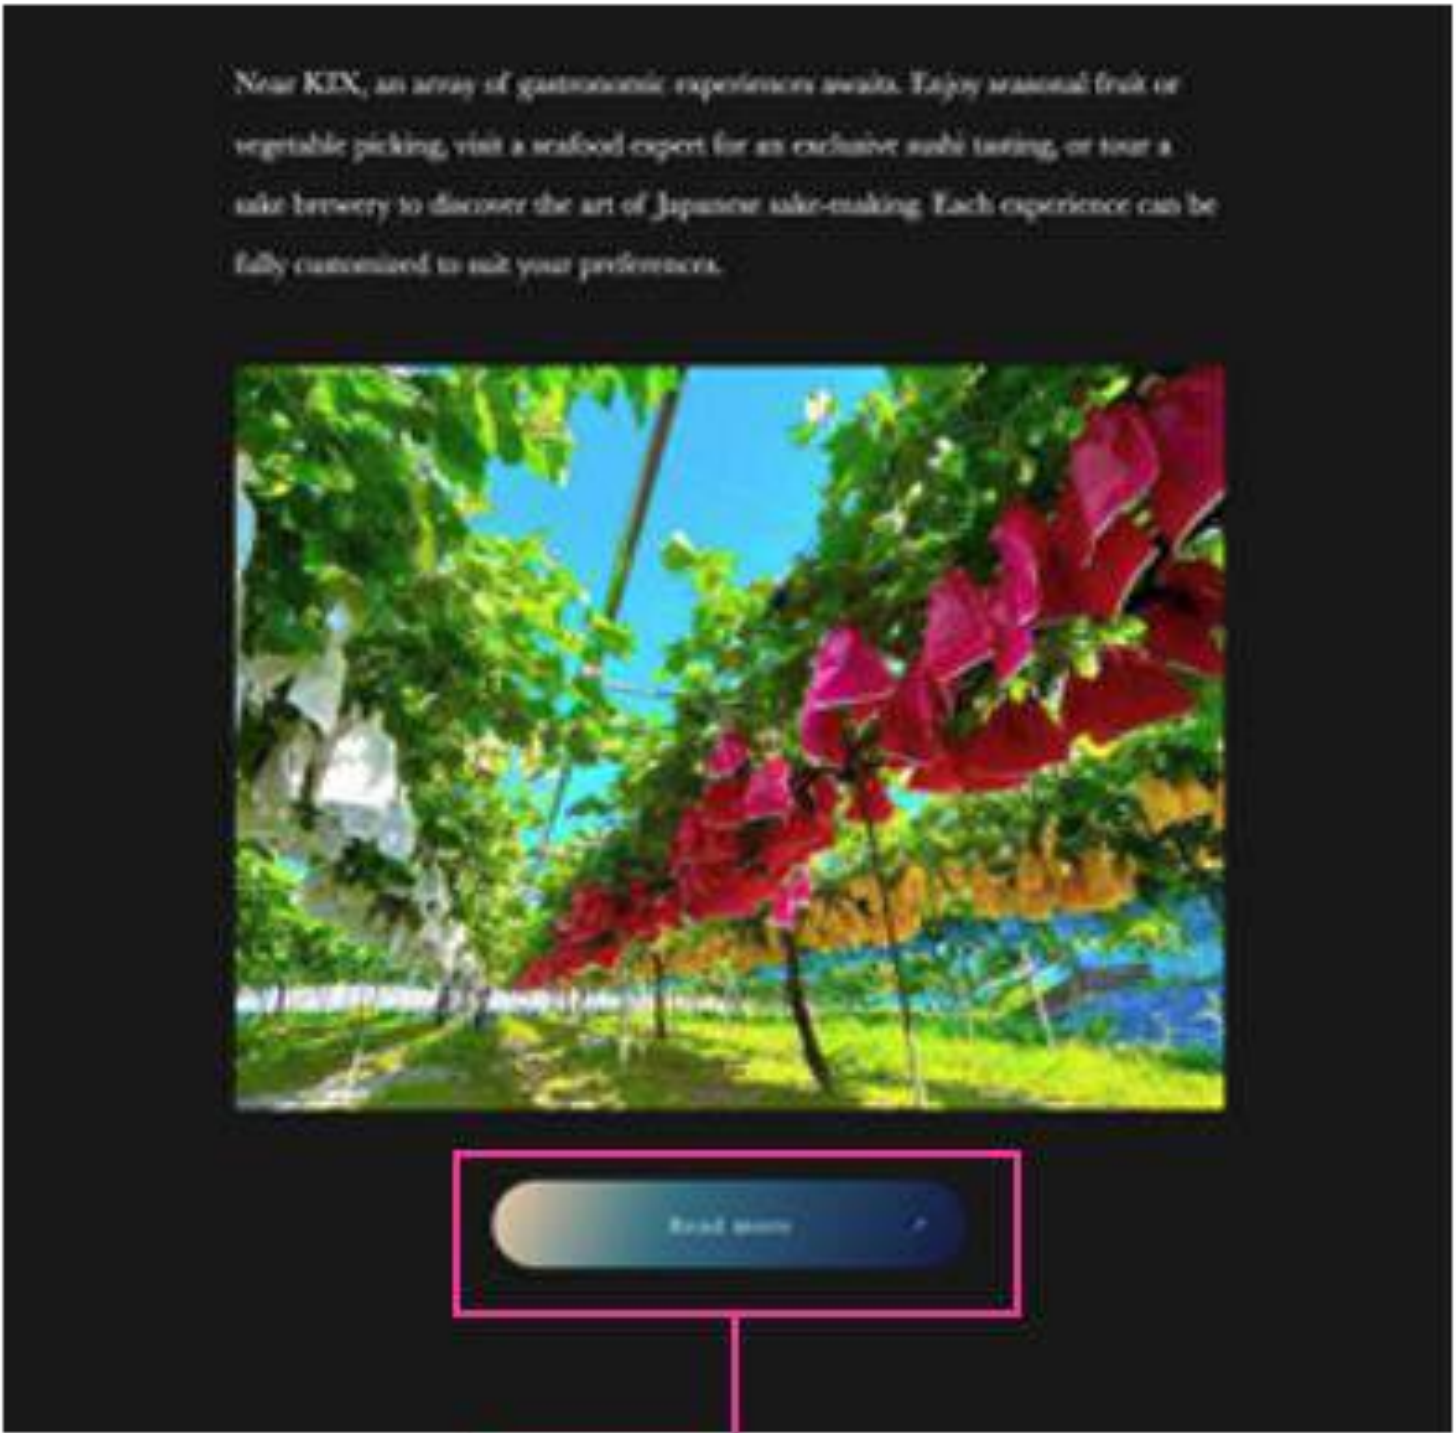 Near KIX, an array of gastronomic experiences awaits. Enjoy seasonal fruit or
vegetable picking, visit a seafood expert for an exclusive sushi tasting, or tour a
sake brewery to discover the art of Japanese sake-making. Each experience can be
fully customized to suit your preferences.
Read more